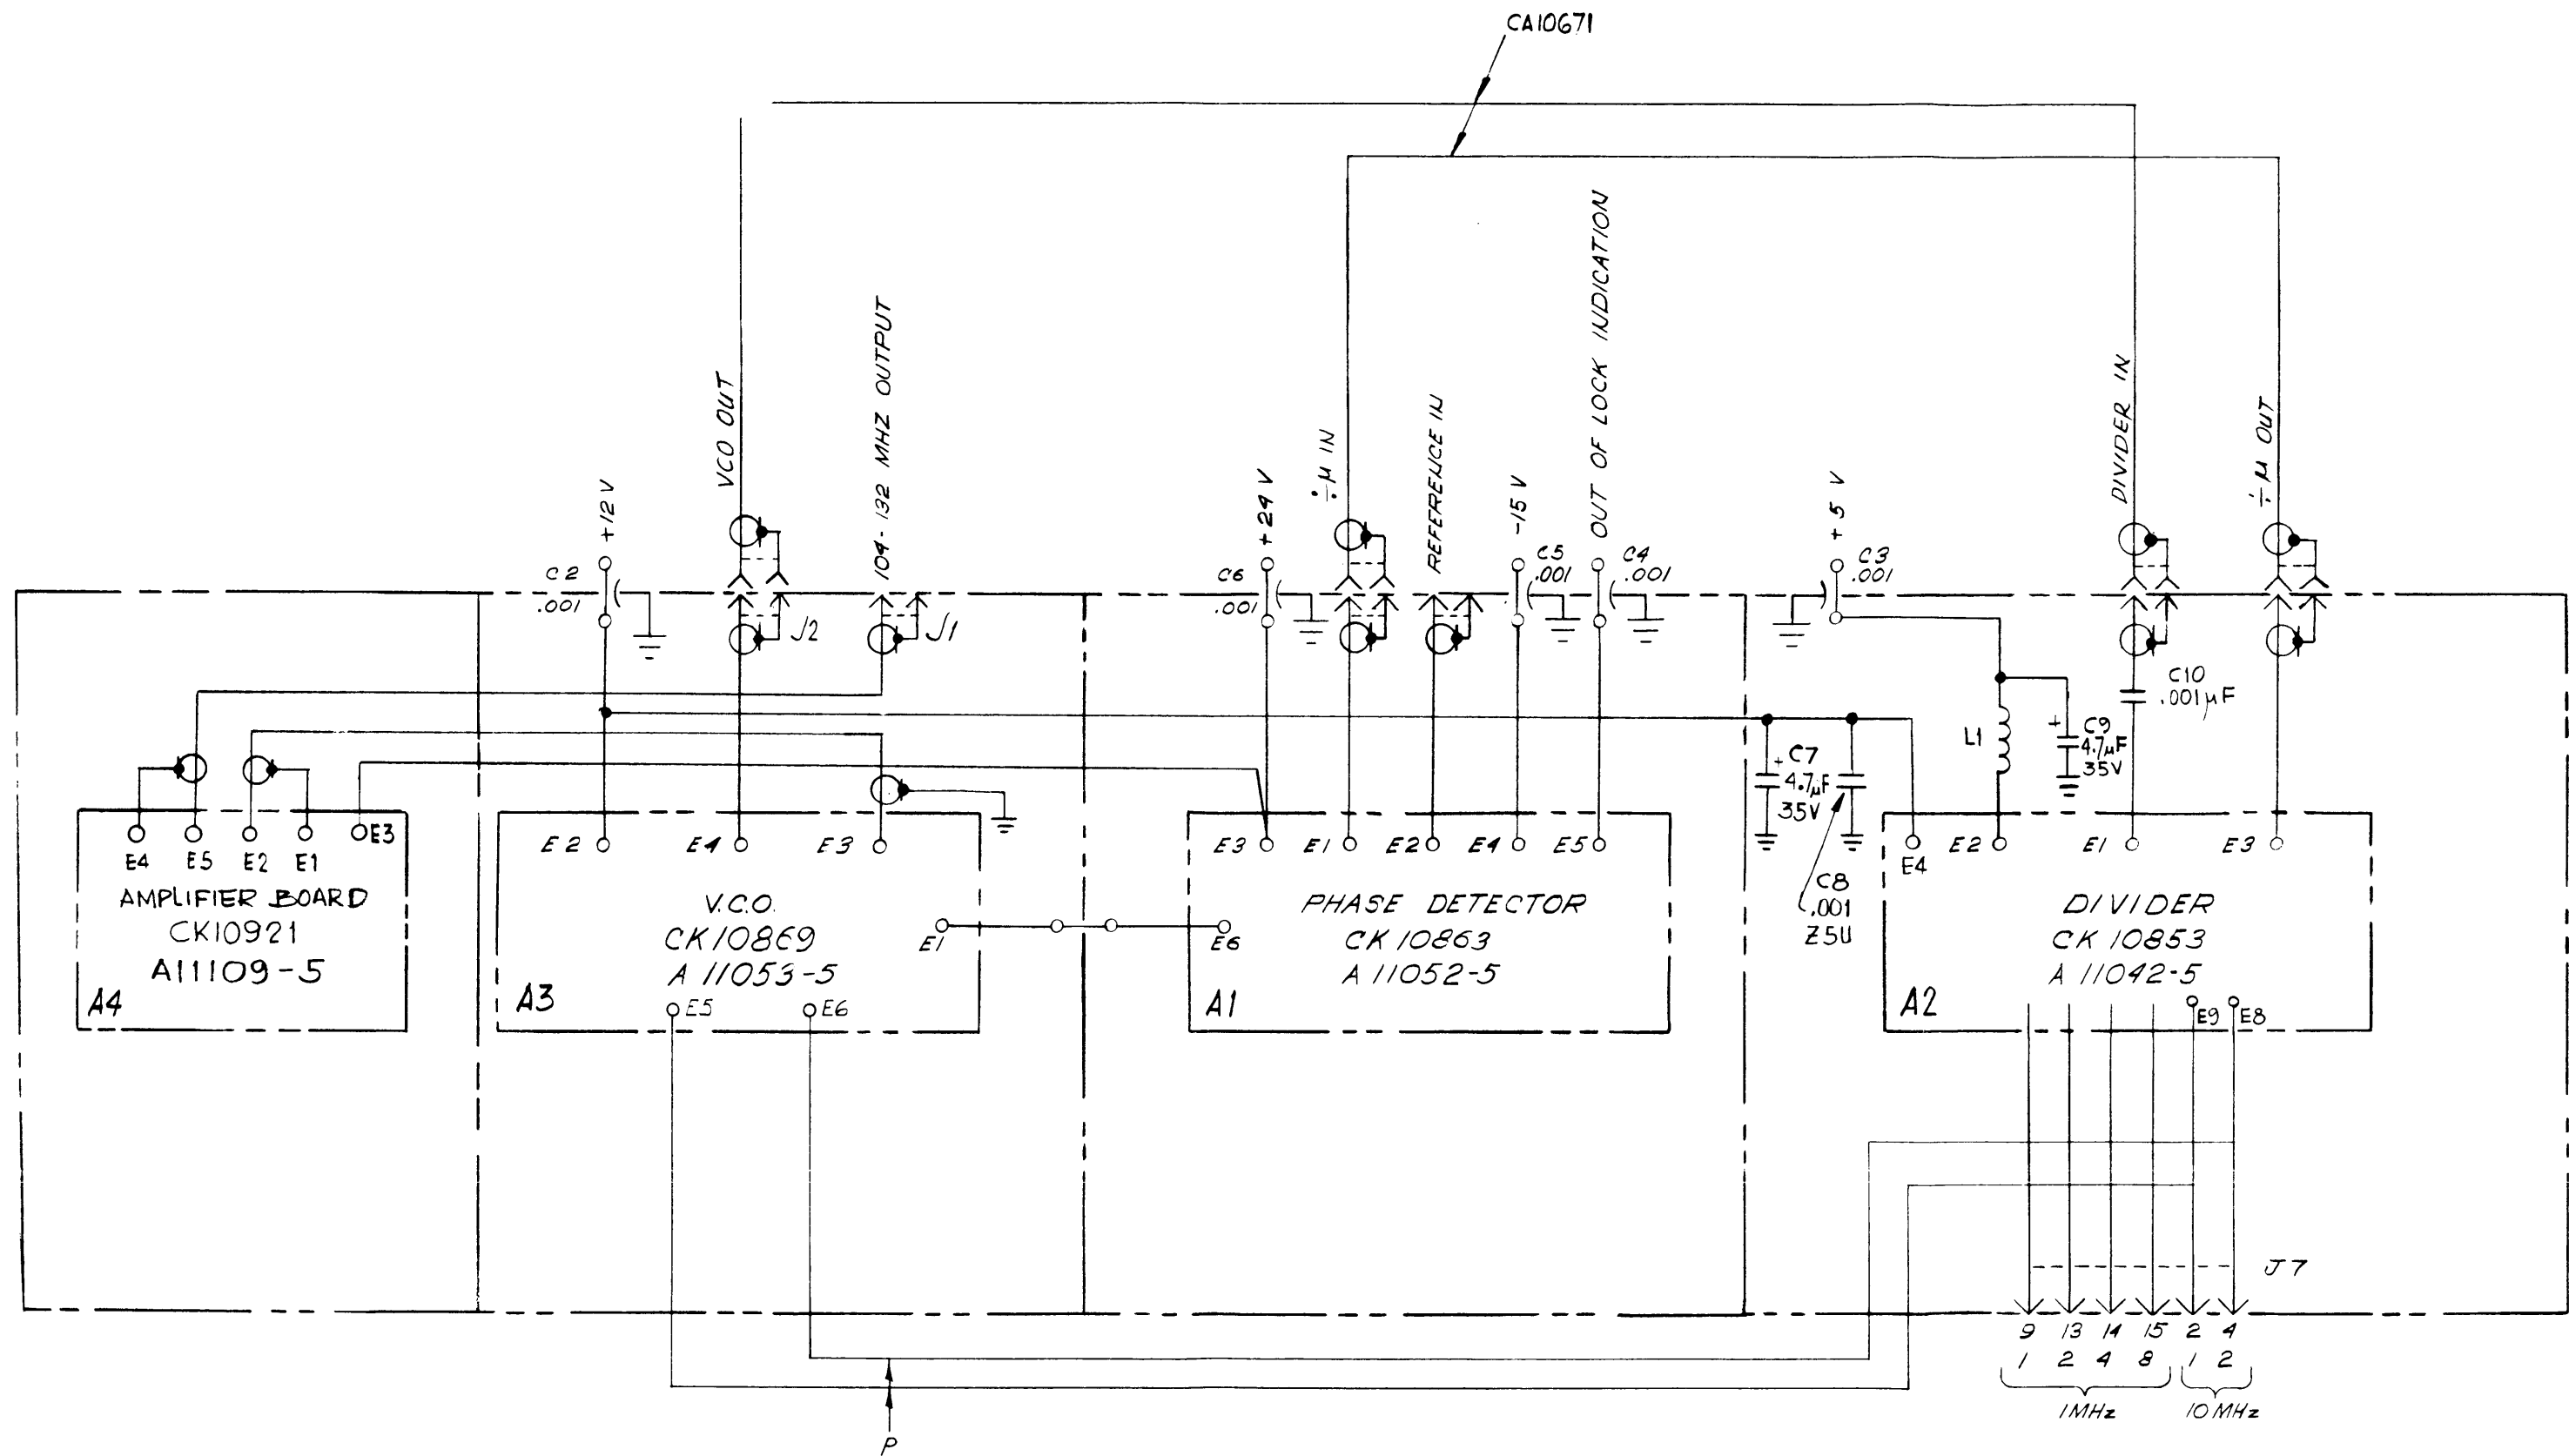 CA10671
+12V
VCO OUT
104-132 MHZ OUTPUT
+24V
÷µ IN
REFERENCE IN
-15V
OUT OF LOCK INDICATION
+5 V
DIVIDER IN
÷µ OUT
C2
.001
J2
J1
C6
.001
C5
.001
C4
.001
C3
.001
C10
.001µF
L1
+
C9
4.7µF
35V
+
C7
4.7µF
35V
C8
.001
Z5U
E4 E5 E2 E1 E3
AMPLIFIER BOARD
CK10921
A11109-5
A4
E2 E4 E3
V.C.O.
CK10869
A 11053-5
E1
A3
E5 E6
E3 E1 E2 E4 E5
PHASE DETECTOR
CK 10863
A 11052-5
E6
A1
E4 E2 E1 E3
DIVIDER
CK 10853
A 11042-5
A2
E9 E8
J7
9 13 14 15 2 4
1 2 4 8 1 2
1MHz 10MHz
P